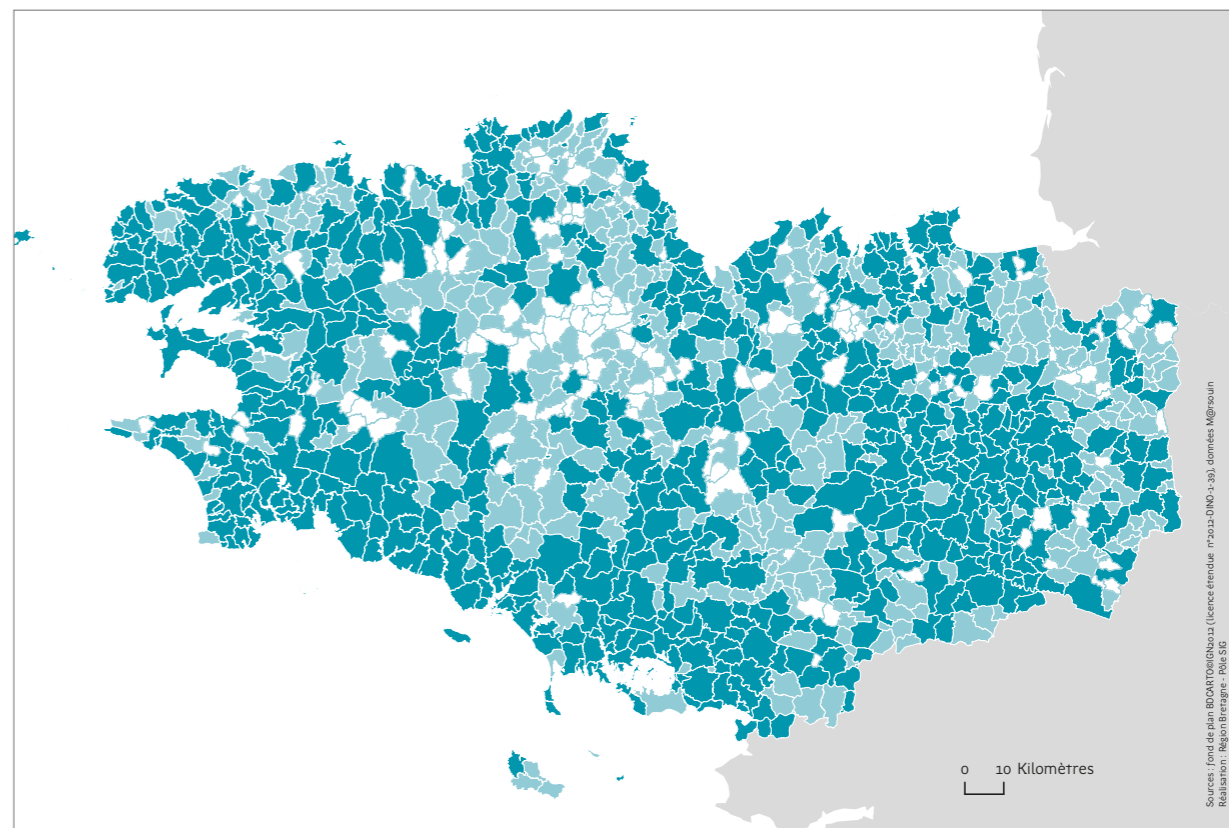 0 10 Kilomètres
Sources : fond de plan BDCARTO©IGN2012 (licence étendue n°2012-DINO-1-39), données M@rsouin
Réalisation : Région Bretagne - Pôle SIG